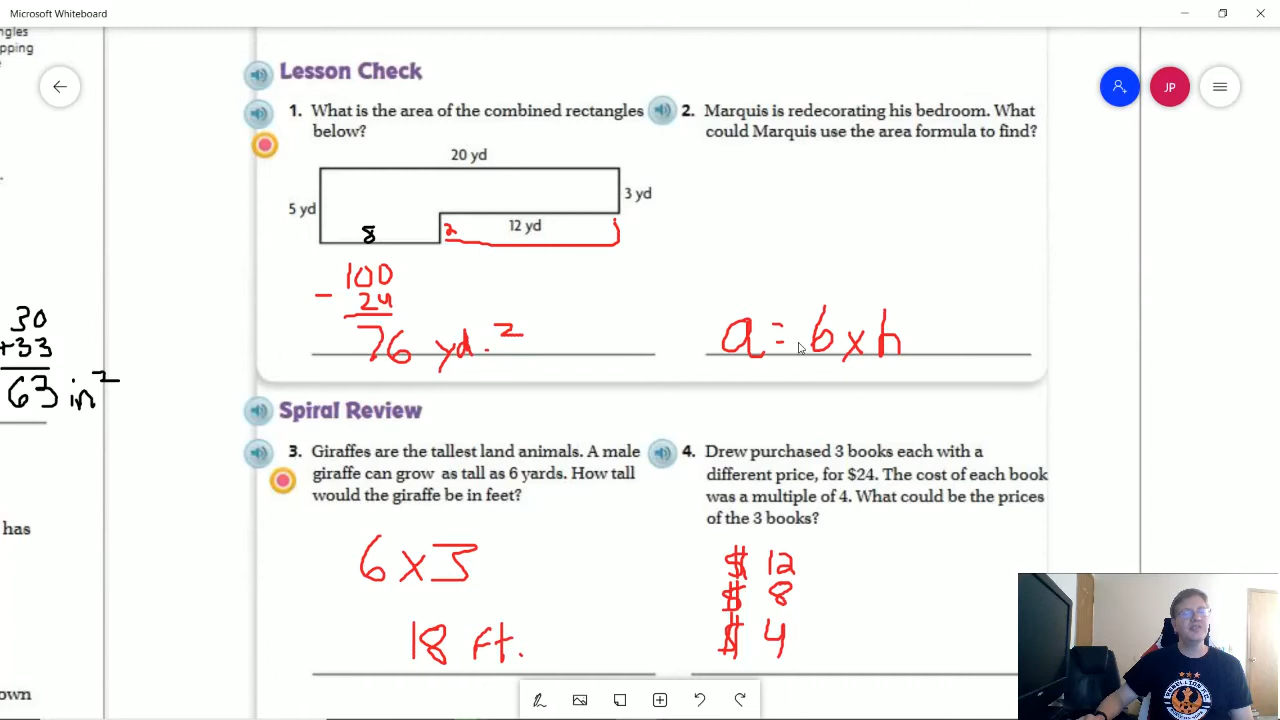 Microsoft Whiteboard
ngles
pping
JP
Lesson Check
1. What is the area of the combined rectangles
below?
20 yd
5 yd
3 yd
8
2
12 yd
100
- 24
76 yd.²
2. Marquis is redecorating his bedroom. What
could Marquis use the area formula to find?
a = b x h
30
+33
63 in²
Spiral Review
3. Giraffes are the tallest land animals. A male
giraffe can grow as tall as 6 yards. How tall
would the giraffe be in feet?
6 x 3
18 ft.
4. Drew purchased 3 books each with a
different price, for $24. The cost of each book
was a multiple of 4. What could be the prices
of the 3 books?
$ 12
$ 8
$ 4
has
own